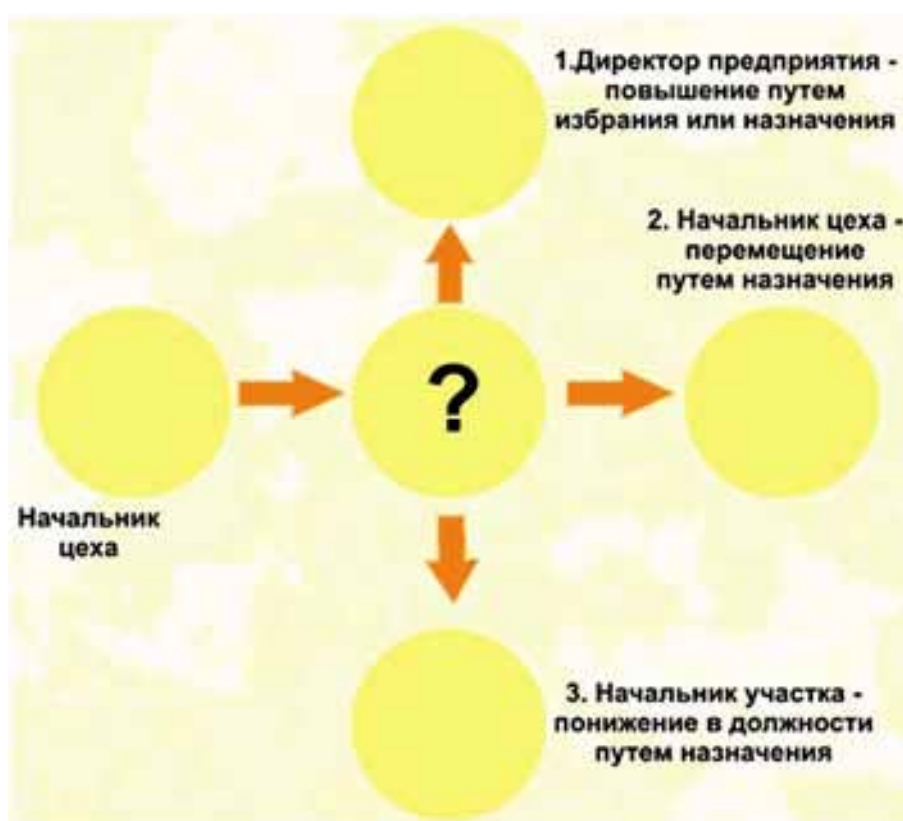 1.Директор предприятия -
повышение путем
избрания или назначения
2. Начальник цеха -
перемещение
путем назначения
?
Начальник
цеха
3. Начальник участка -
понижение в должности
путем назначения